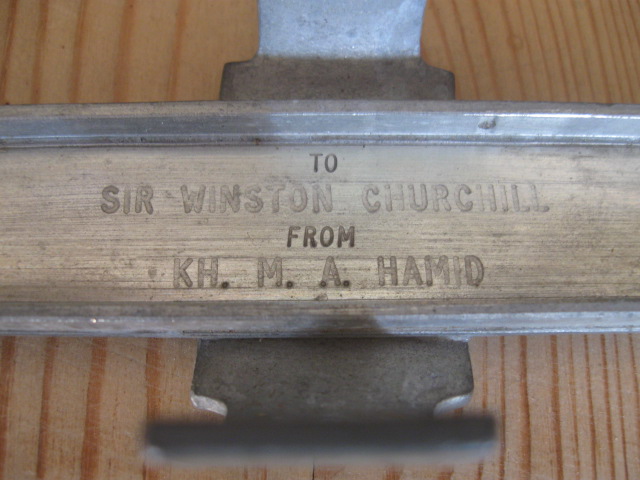 TO
SIR WINSTON CHURCHILL
FROM
KH. M. A. HAMID